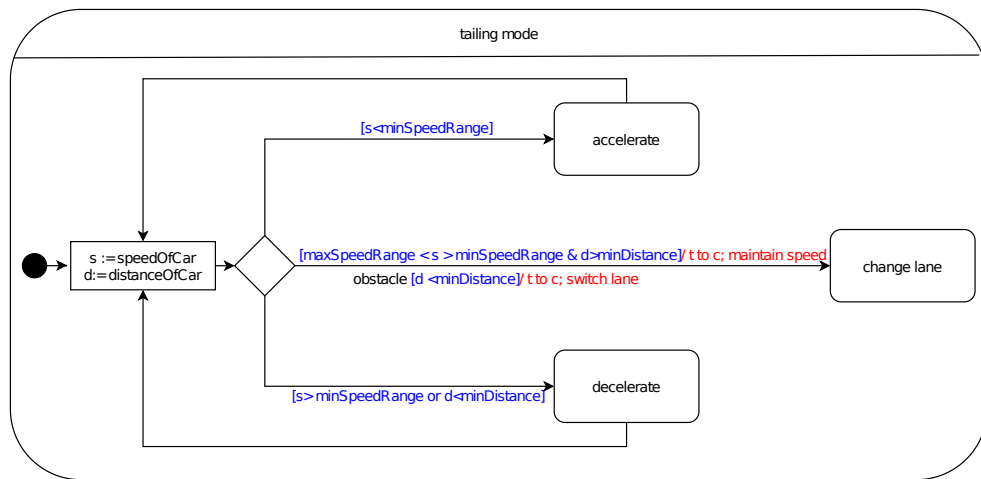 tailing mode
[s<minSpeedRange]
accelerate
s :=speedOfCar
d:=distanceOfCar
[maxSpeedRange < s > minSpeedRange & d>minDistance]/ t to c; maintain speed
obstacle [d <minDistance]/ t to c; switch lane
change lane
decelerate
[s> minSpeedRange or d<minDistance]